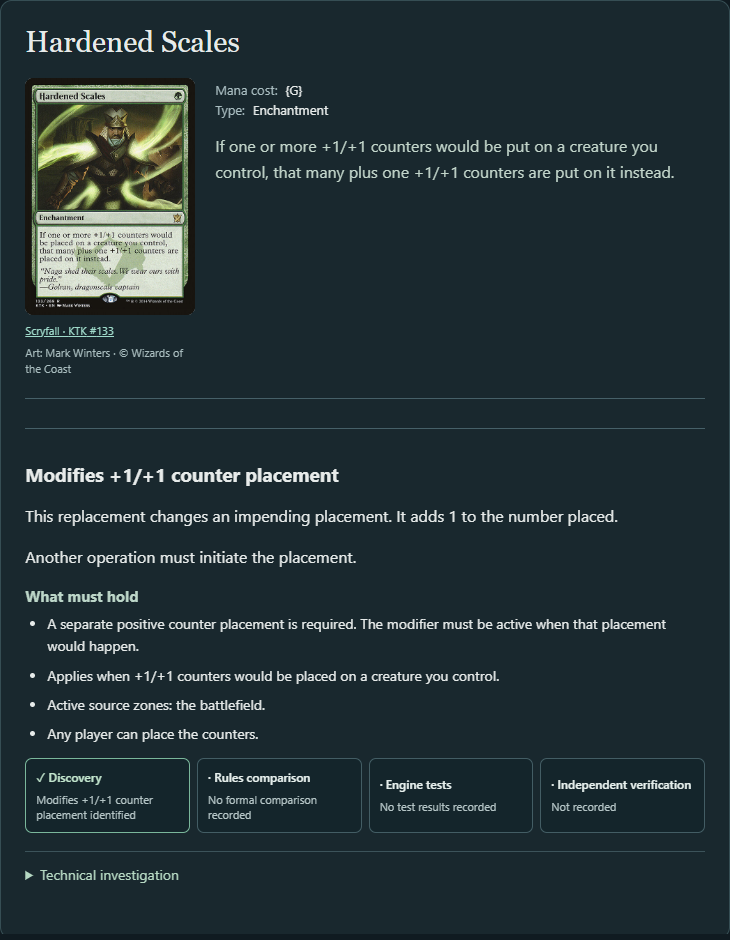 Hardened Scales
Hardened Scales
Enchantment
If one or more +1/+1 counters would
be placed on a creature you control,
that many plus one +1/+1 counters are
placed on it instead.
"Naga shed their scales. We wear ours with
pride."
—Golran, dragonscale captain
Scryfall · KTK #133
Art: Mark Winters · © Wizards of
the Coast
Mana cost: {G}
Type: Enchantment
If one or more +1/+1 counters would be put on a creature you
control, that many plus one +1/+1 counters are put on it instead.
Modifies +1/+1 counter placement
This replacement changes an impending placement. It adds 1 to the number placed.
Another operation must initiate the placement.
What must hold
• A separate positive counter placement is required. The modifier must be active when that placement
would happen.
• Applies when +1/+1 counters would be placed on a creature you control.
• Active source zones: the battlefield.
• Any player can place the counters.
✓ Discovery
Modifies +1/+1 counter
placement identified
· Rules comparison
No formal comparison
recorded
· Engine tests
No test results recorded
· Independent verification
Not recorded
▶ Technical investigation